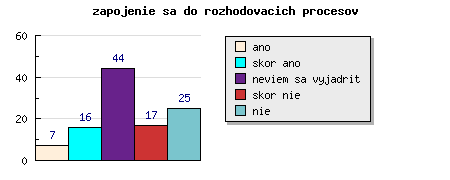 zapojenie sa do rozhodovacich procesov
60
40
20
0
7
16
44
17
25
ano
skor ano
neviem sa vyjadrit
skor nie
nie